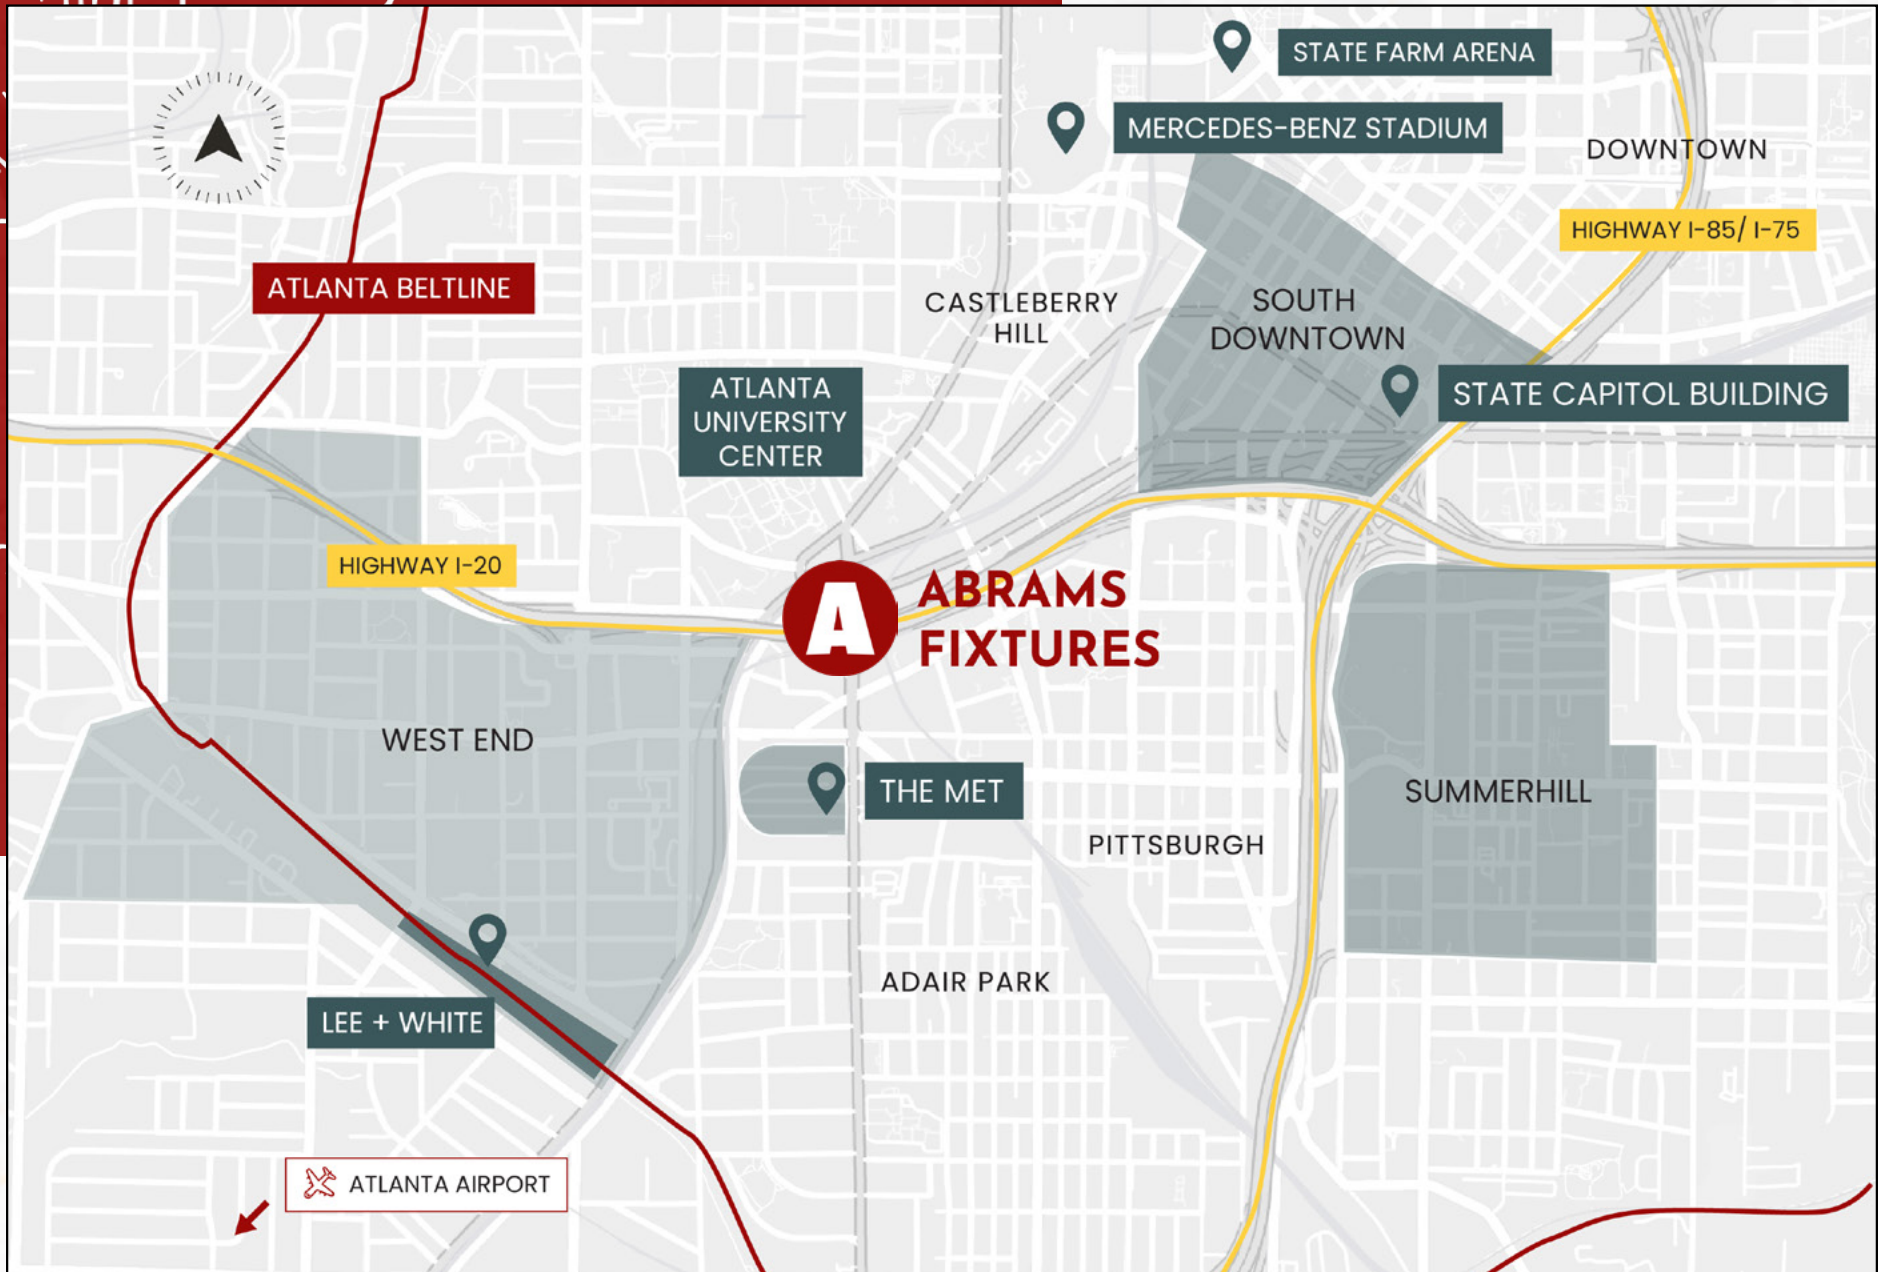 STATE FARM ARENA
MERCEDES-BENZ STADIUM
DOWNTOWN
HIGHWAY I-85/ I-75
ATLANTA BELTLINE
CASTLEBERRY
HILL
SOUTH
DOWNTOWN
ATLANTA
UNIVERSITY
CENTER
STATE CAPITOL BUILDING
HIGHWAY I-20
A
ABRAMS
FIXTURES
WEST END
THE MET
SUMMERHILL
PITTSBURGH
ADAIR PARK
LEE + WHITE
ATLANTA AIRPORT